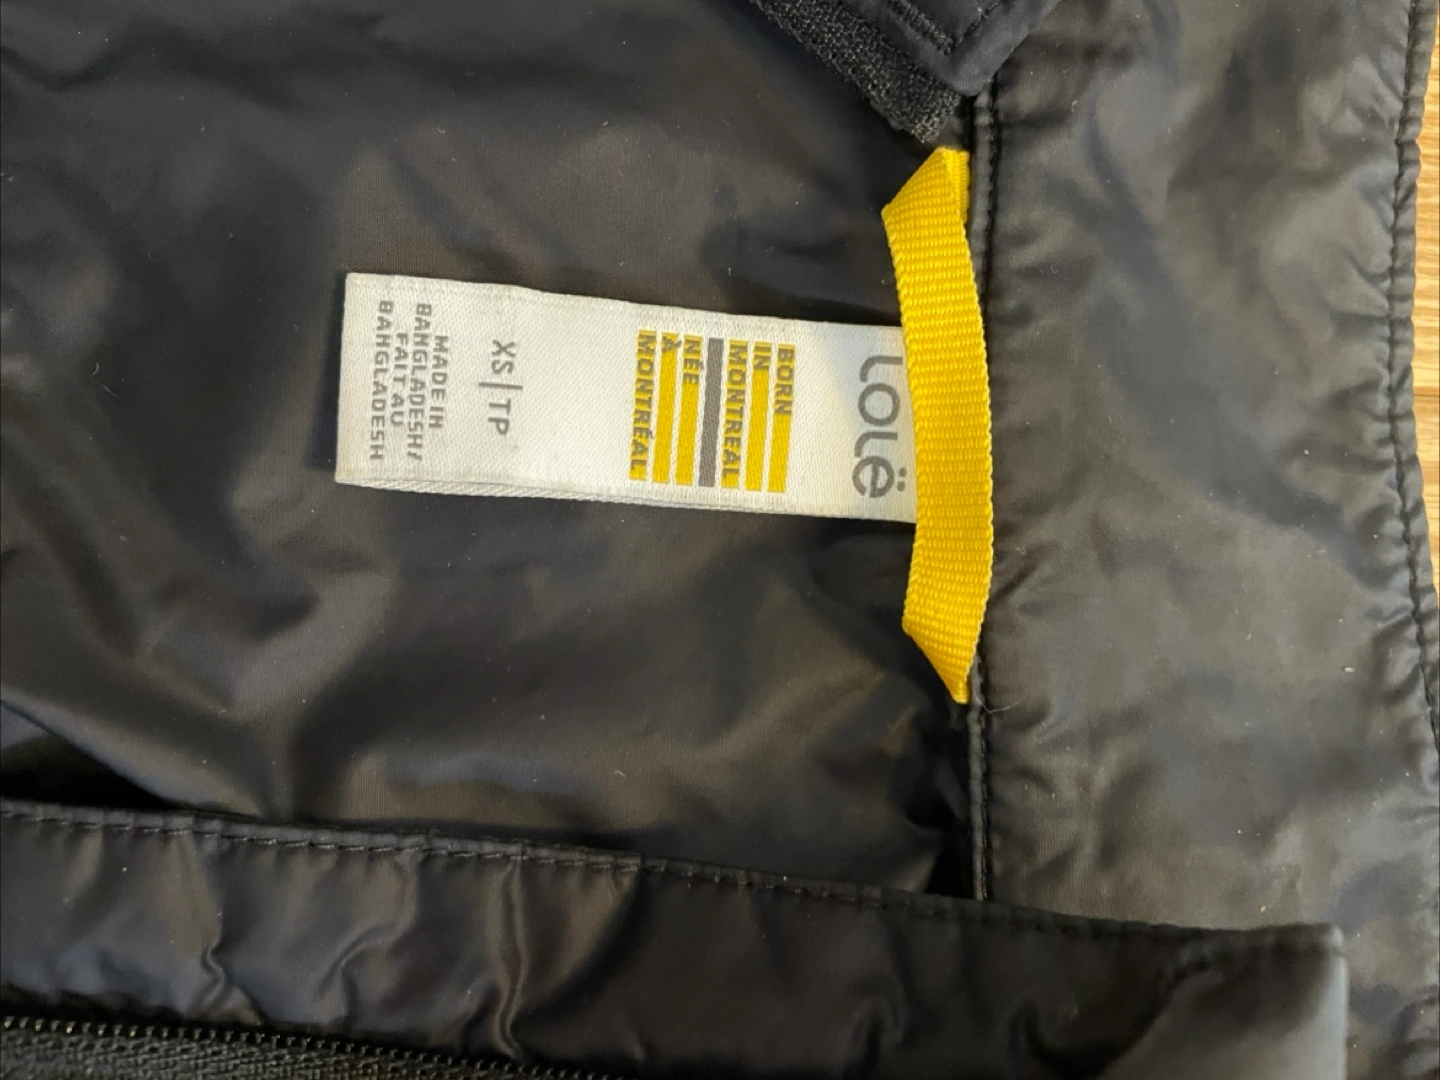 Lolë
BORN
IN
MONTREAL
NÉE
À
MONTRÉAL
XS | TP
MADE IN
BANGLADESH/
FAIT AU
BANGLADESH